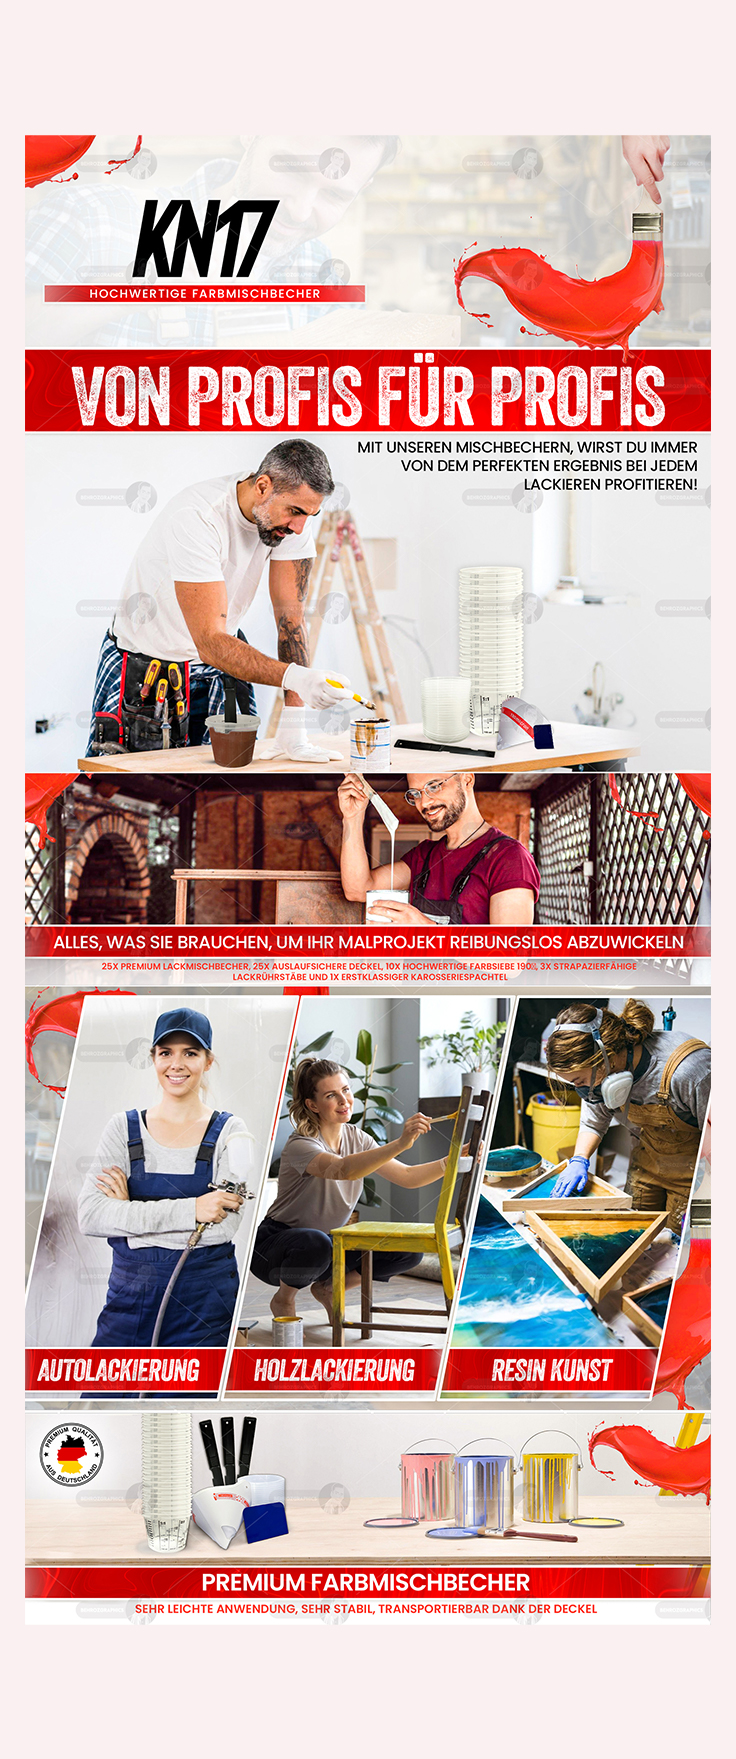 KN17
HOCHWERTIGE FARBMISCHBECHER
VON PROFIS FÜR PROFIS
MIT UNSEREN MISCHBECHERN, WIRST DU IMMER
VON DEM PERFEKTEN ERGEBNIS BEI JEDEM
LACKIEREN PROFITIEREN!
ALLES, WAS SIE BRAUCHEN, UM IHR MALPROJEKT REIBUNGSLOS ABZUWICKELN
25X PREMIUM LACKMISCHBECHER, 25X AUSLAUFSICHERE DECKEL, 10X HOCHWERTIGE FARBSIEBE 190µ, 3X STRAPAZIERFÄHIGE
LACKRÜHRSTÄBE UND 1X ERSTKLASSIGER KAROSSERIESPACHTEL
AUTOLACKIERUNG
HOLZLACKIERUNG
RESIN KUNST
PREMIUM QUALITÄT
AUS DEUTSCHLAND
PREMIUM FARBMISCHBECHER
SEHR LEICHTE ANWENDUNG, SEHR STABIL, TRANSPORTIERBAR DANK DER DECKEL